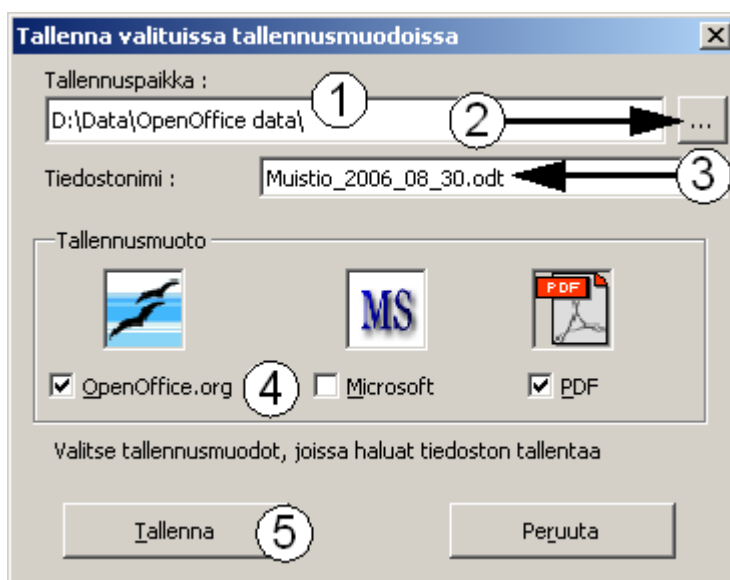 Tallenna valituissa tallennusmuodoissa
Tallennuspaikka :
D:\Data\OpenOffice data\ 1
2 ...
Tiedostonimi : Muistio_2006_08_30.odt 3
Tallennusmuoto
MS PDF
OpenOffice.org 4 Microsoft PDF
Valitse tallennusmuodot, joissa haluat tiedoston tallentaa
Tallenna 5 Peruuta